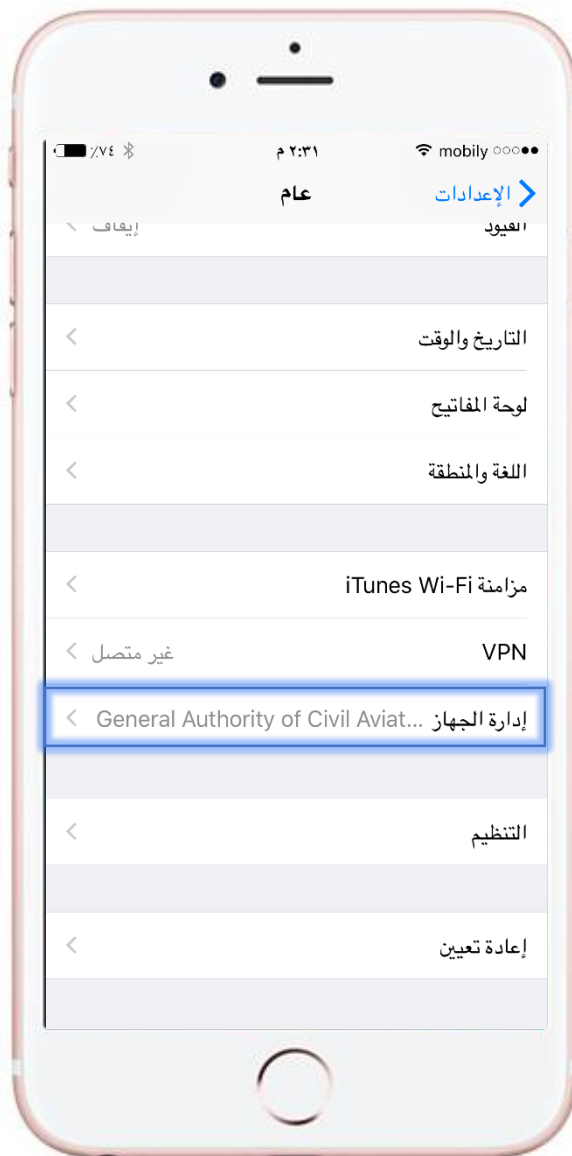 mobily ٢:٣١ م ٪٧٤
الإعدادات عام
القيود إيقاف
التاريخ والوقت
لوحة المفاتيح
اللغة والمنطقة
مزامنة iTunes Wi-Fi
VPN غير متصل
إدارة الجهاز General Authority of Civil Aviat...
التنظيم
إعادة تعيين